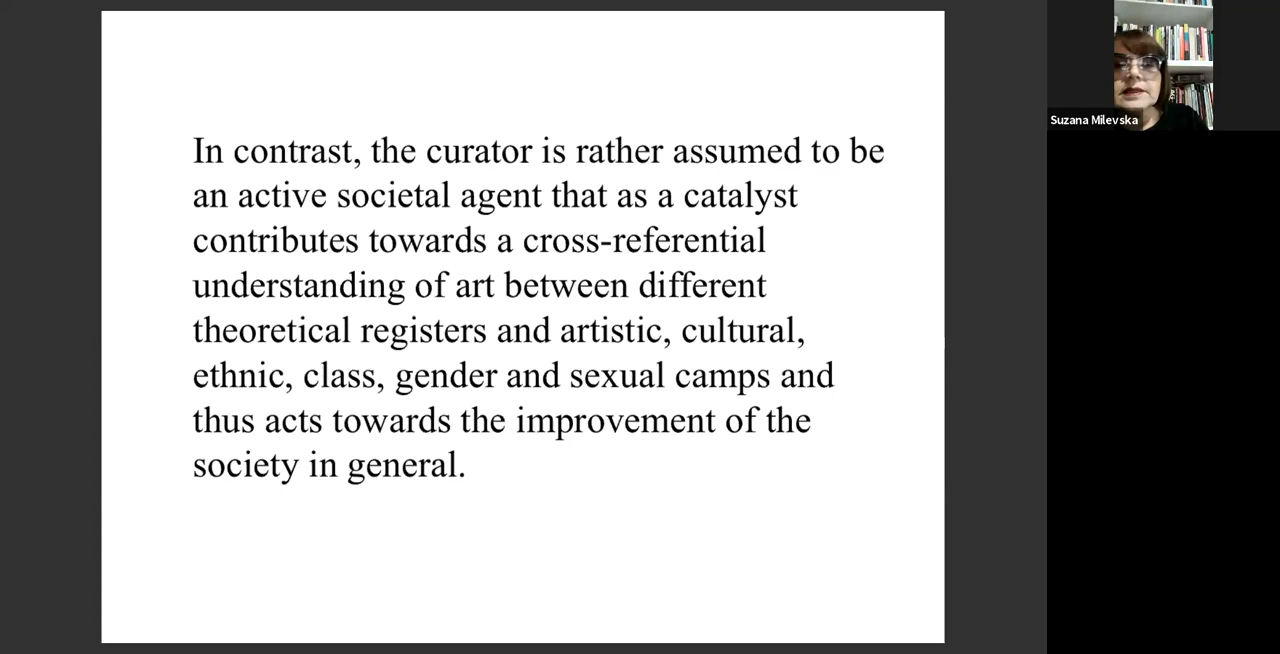 In contrast, the curator is rather assumed to be
an active societal agent that as a catalyst
contributes towards a cross-referential
understanding of art between different
theoretical registers and artistic, cultural,
ethnic, class, gender and sexual camps and
thus acts towards the improvement of the
society in general.
Suzana Milevska